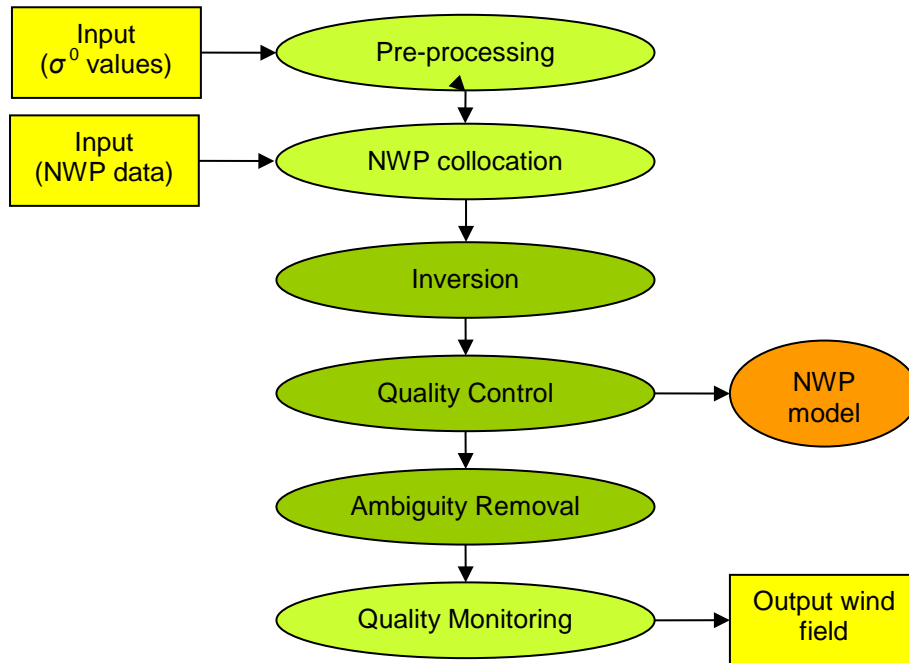 Input
(σ⁰ values)
Pre-processing
Input
(NWP data)
NWP collocation
Inversion
Quality Control
NWP
model
Ambiguity Removal
Quality Monitoring
Output wind
field